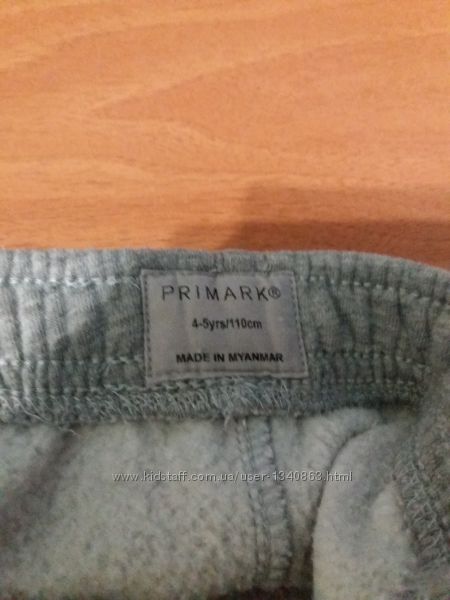 PRIMARK®
4-5yrs/110cm
MADE IN MYANMAR
www.kidstaff.com.ua/user-1340863.html